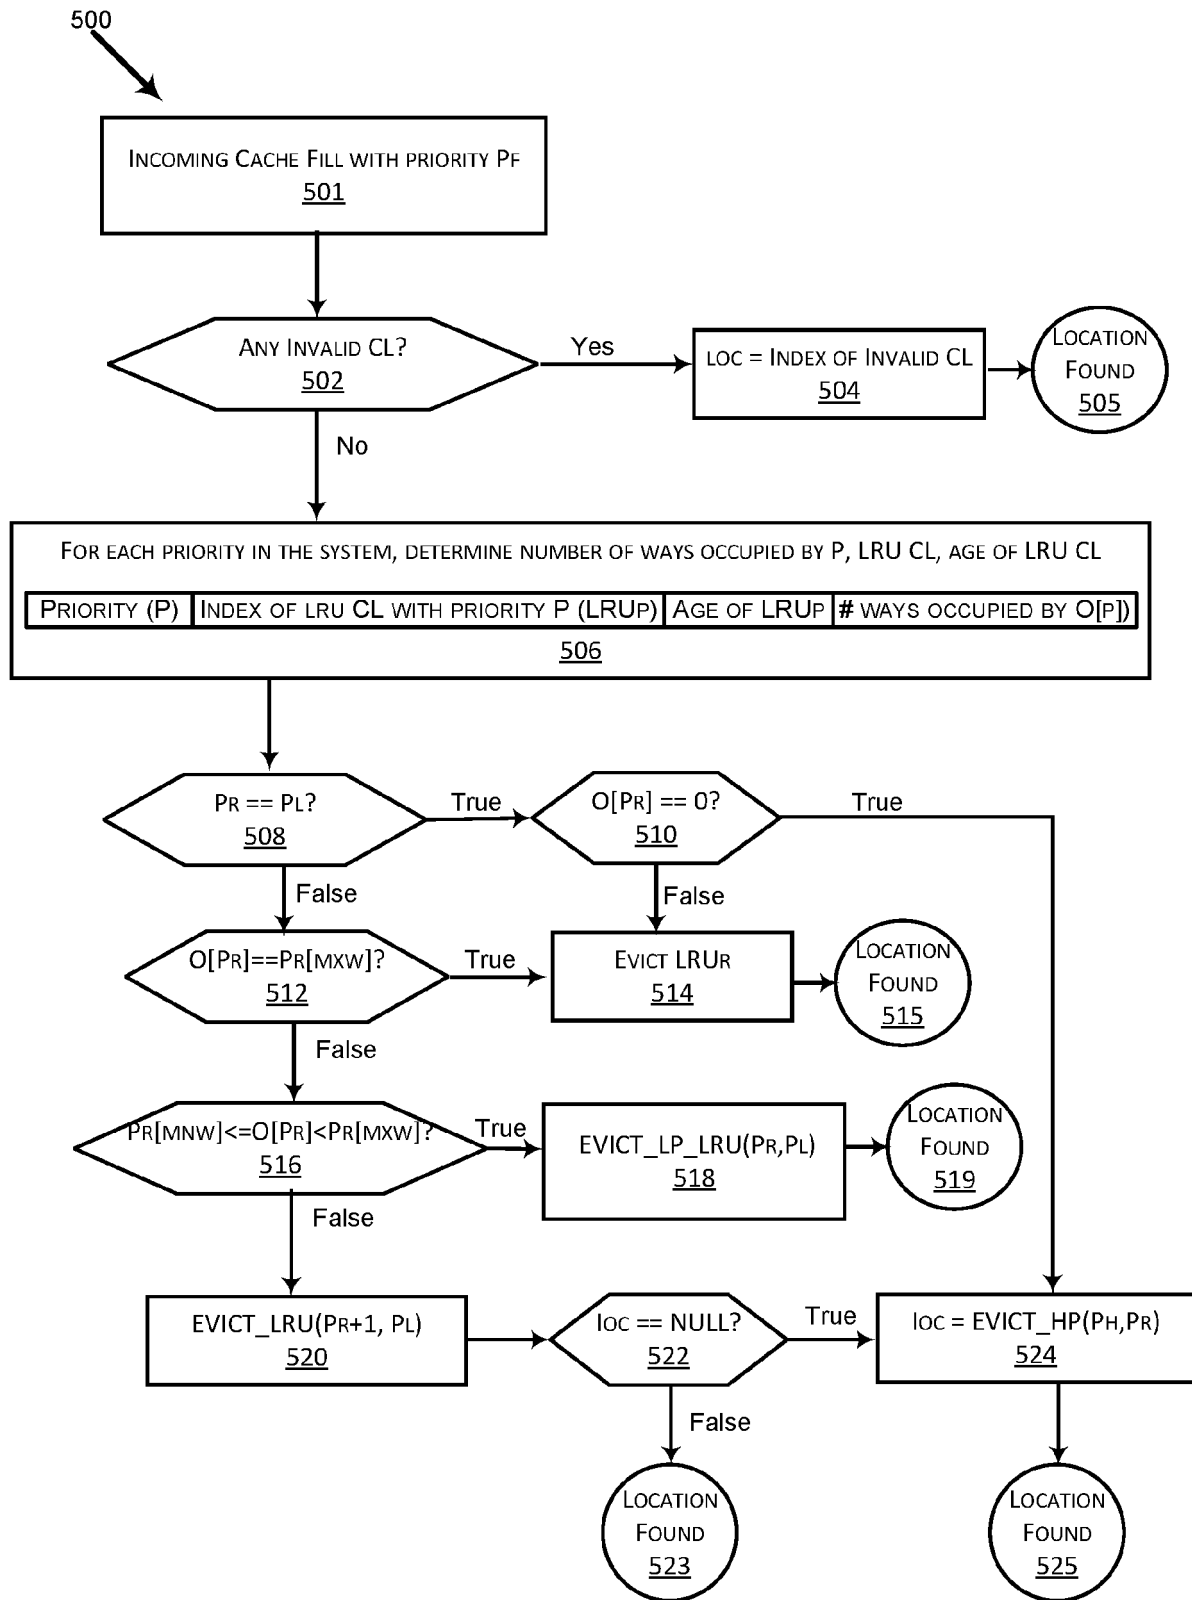 500
INCOMING CACHE FILL WITH PRIORITY PF
501
ANY INVALID CL?
502
Yes
LOC = INDEX OF INVALID CL
504
LOCATION
FOUND
505
No
FOR EACH PRIORITY IN THE SYSTEM, DETERMINE NUMBER OF WAYS OCCUPIED BY P, LRU CL, AGE OF LRU CL
PRIORITY (P) INDEX OF LRU CL WITH PRIORITY P (LRUP) AGE OF LRUP # WAYS OCCUPIED BY O[P])
506
PR == PL?
508
True
O[PR] == 0?
510
True
False
False
O[PR]==PR[MXW]?
512
True
EVICT LRUR
514
LOCATION
FOUND
515
False
PR[MNW]<=O[PR]<PR[MXW]?
516
True
EVICT_LP_LRU(PR,PL)
518
LOCATION
FOUND
519
False
EVICT_LRU(PR+1, PL)
520
LOC == NULL?
522
True
LOC = EVICT_HP(PH,PR)
524
False
LOCATION
FOUND
523
LOCATION
FOUND
525